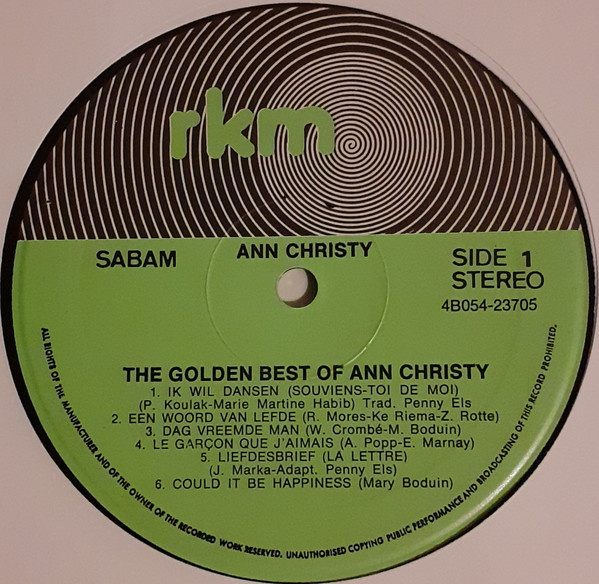 rkm
SABAM
ANN CHRISTY
SIDE 1
STEREO
4B054-23705
THE GOLDEN BEST OF ANN CHRISTY
1. IK WIL DANSEN (SOUVIENS-TOI DE MOI)
(P. Koulak-Marie Martine Habib) Trad. Penny Els
2. EEN WOORD VAN LEFDE (R. Mores-Ke Riema-Z. Rotte)
3. DAG VREEMDE MAN (W. Crombé-M. Boduin)
4. LE GARÇON QUE J'AIMAIS (A. Popp-E. Marnay)
5. LIEFDESBRIEF (LA LETTRE)
(J. Marka-Adapt. Penny Els)
6. COULD IT BE HAPPINESS (Mary Boduin)
ALL RIGHTS OF THE MANUFACTURER AND OF THE OWNER OF THE RECORDED WORK RESERVED. UNAUTHORISED COPYING PUBLIC PERFORMANCE AND BROADCASTING OF THIS RECORD PROHIBITED.